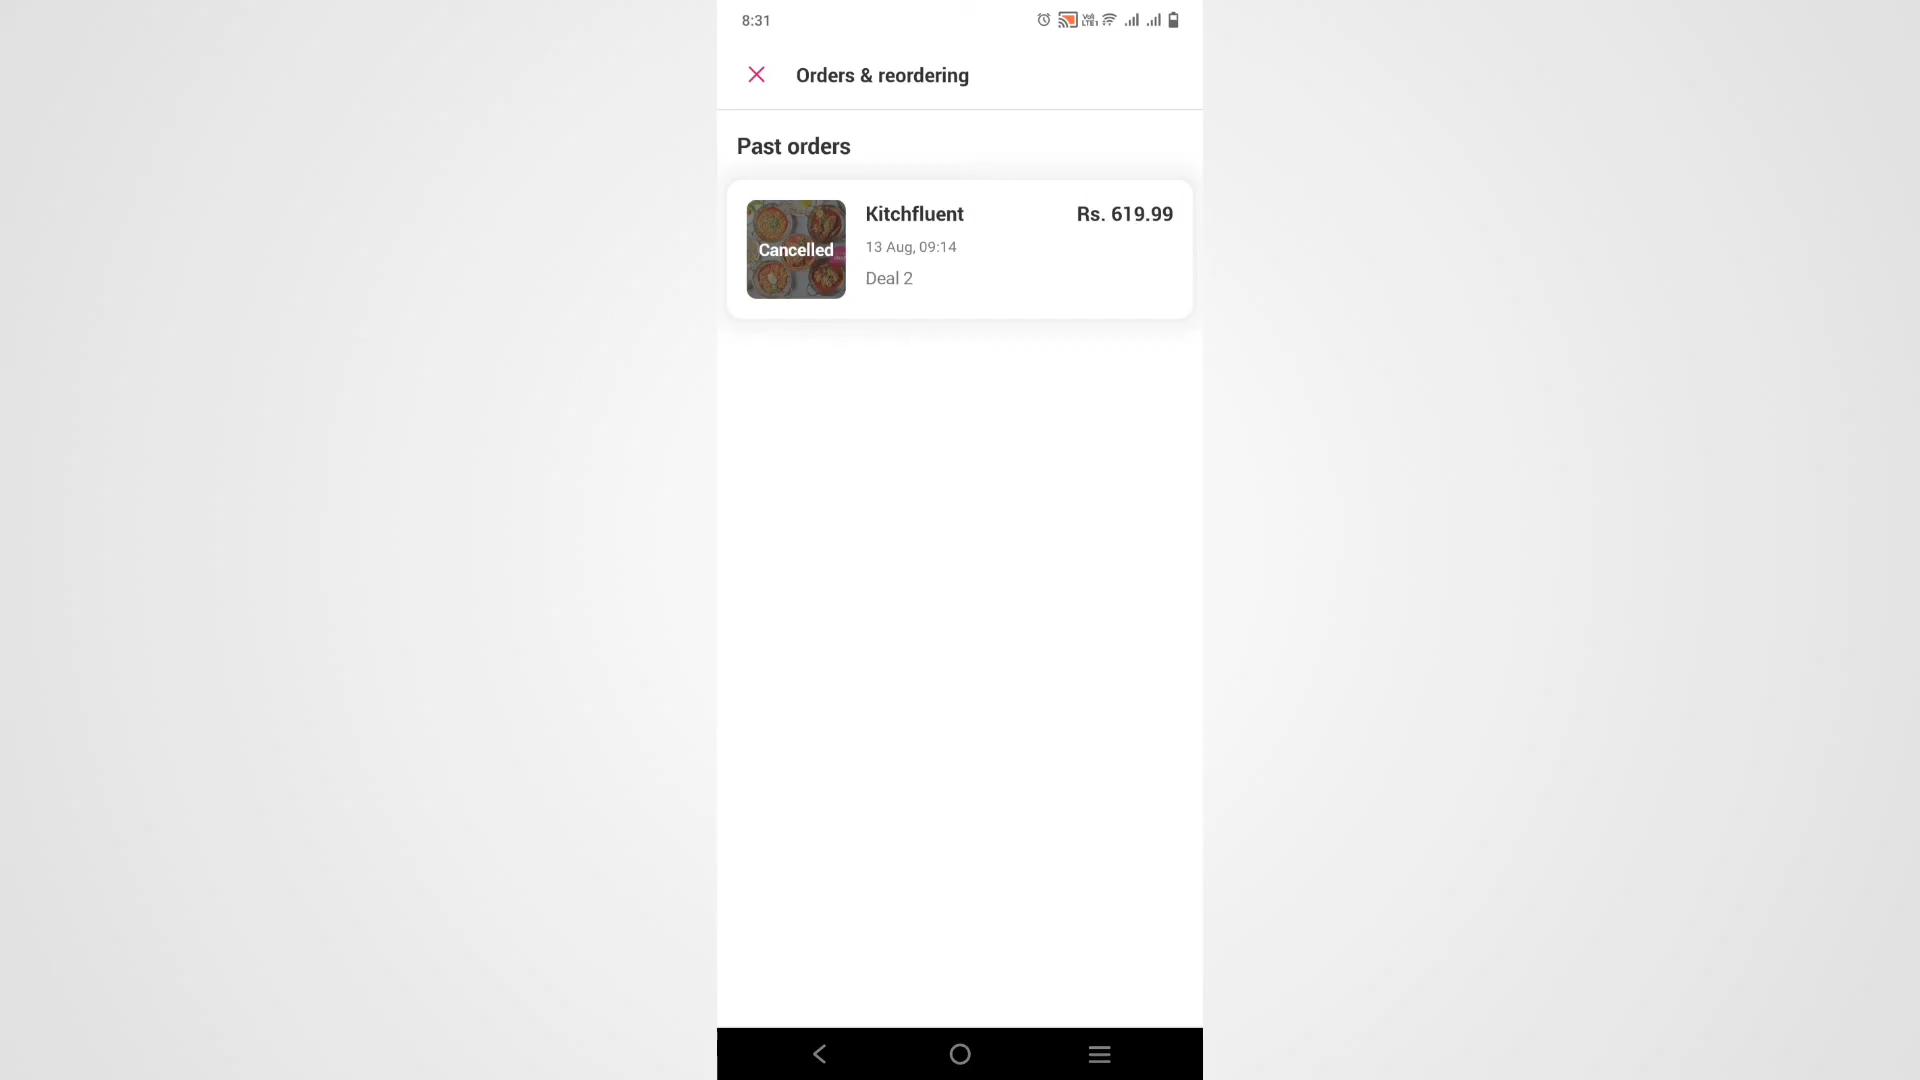 8:31
Orders & reordering
Past orders
Kitchfluent
Rs. 619.99
Cancelled
13 Aug, 09:14
Deal 2